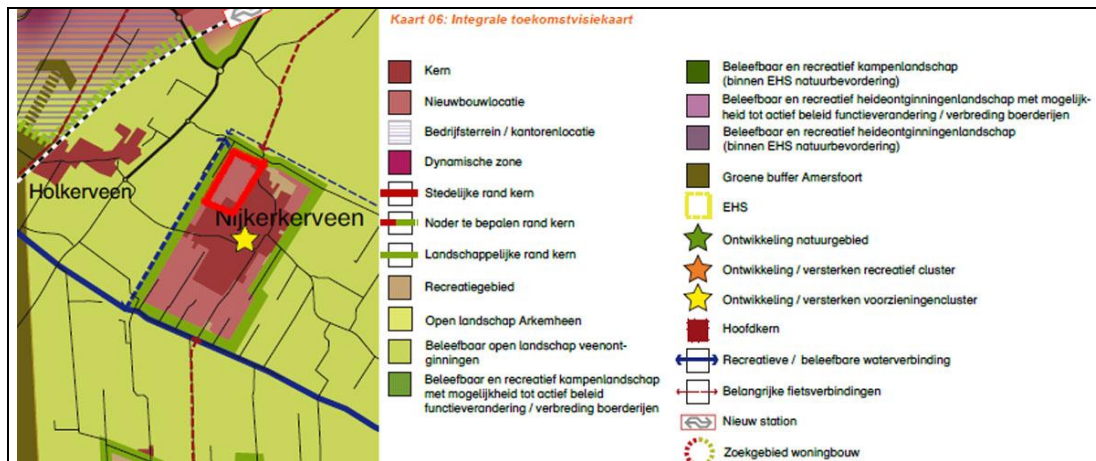 Kaart 06: Integrale toekomstvisiekaart
Holkerveen
Nijkerkerveen
Kern
Nieuwbouwlocatie
Bedrijfsterrein / kantorenlocatie
Dynamische zone
Stedelijke rand kern
Nader te bepalen rand kern
Landschappelijke rand kern
Recreatiegebied
Open landschap Arkemheen
Beleefbaar open landschap veenont-
ginningen
Beleefbaar en recreatief kampenlandschap
met mogelijkheid tot actief beleid
functieverandering / verbreding boerderijen
Beleefbaar en recreatief kampenlandschap
(binnen EHS natuurbevordering)
Beleefbaar en recreatief heideontginningenlandschap met mogelijk-
heid tot actief beleid functieverandering / verbreding boerderijen
Beleefbaar en recreatief heideontginningenlandschap
(binnen EHS natuurbevordering)
Groene buffer Amersfoort
EHS
Ontwikkeling natuurgebied
Ontwikkeling / versterken recreatief cluster
Ontwikkeling / versterken voorzieningencluster
Hoofdkern
Recreatieve / beleefbare waterverbinding
Belangrijke fietsverbindingen
Nieuw station
Zoekgebied woningbouw